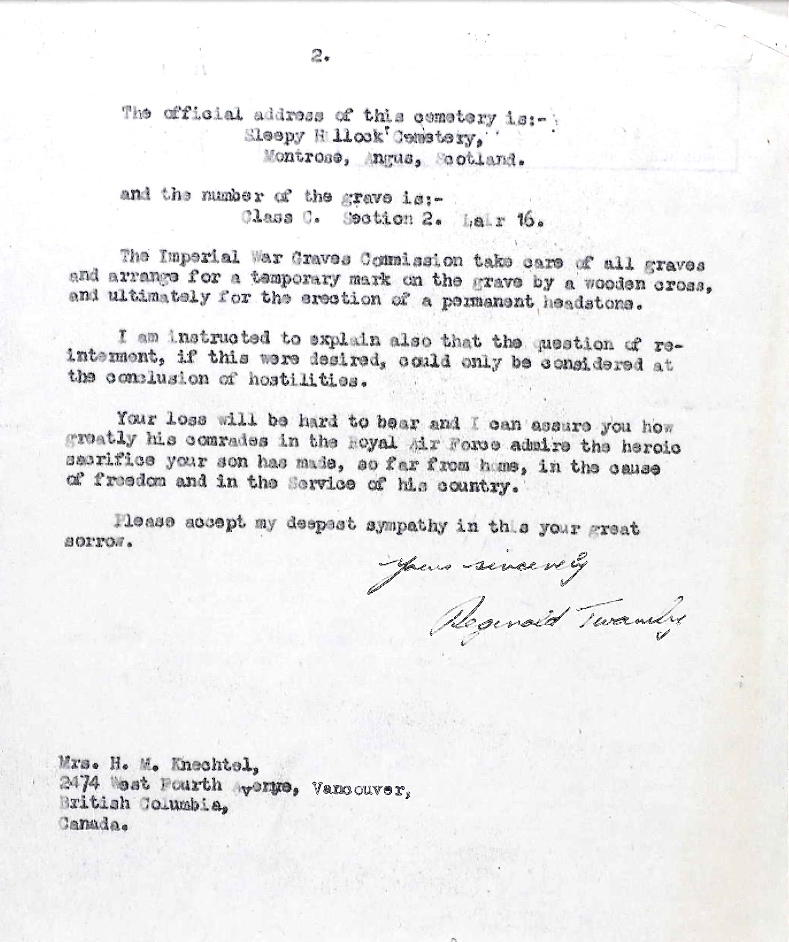 2.
The official address of this cemetery is:-
Sleepy Hillock Cemetery,
Montrose, Angus, Scotland.
and the number of the grave is:-
Class C. Section 2. Lair 16.
The Imperial War Graves Commission take care of all graves
and arrange for a temporary mark on the grave by a wooden cross,
and ultimately for the erection of a permanent headstone.
I am instructed to explain also that the question of re-
interment, if this were desired, could only be considered at
the conclusion of hostilities.
Your loss will be hard to bear and I can assure you how
greatly his comrades in the Royal Air Force admire the heroic
sacrifice your son has made, so far from home, in the cause
of freedom and in the Service of his country.
Please accept my deepest sympathy in this your great
sorrow.
Yours sincerely
Reginald Twamley
Mrs. H. M. Knechtel,
2474 West Fourth Avenue, Vancouver,
British Columbia,
Canada.